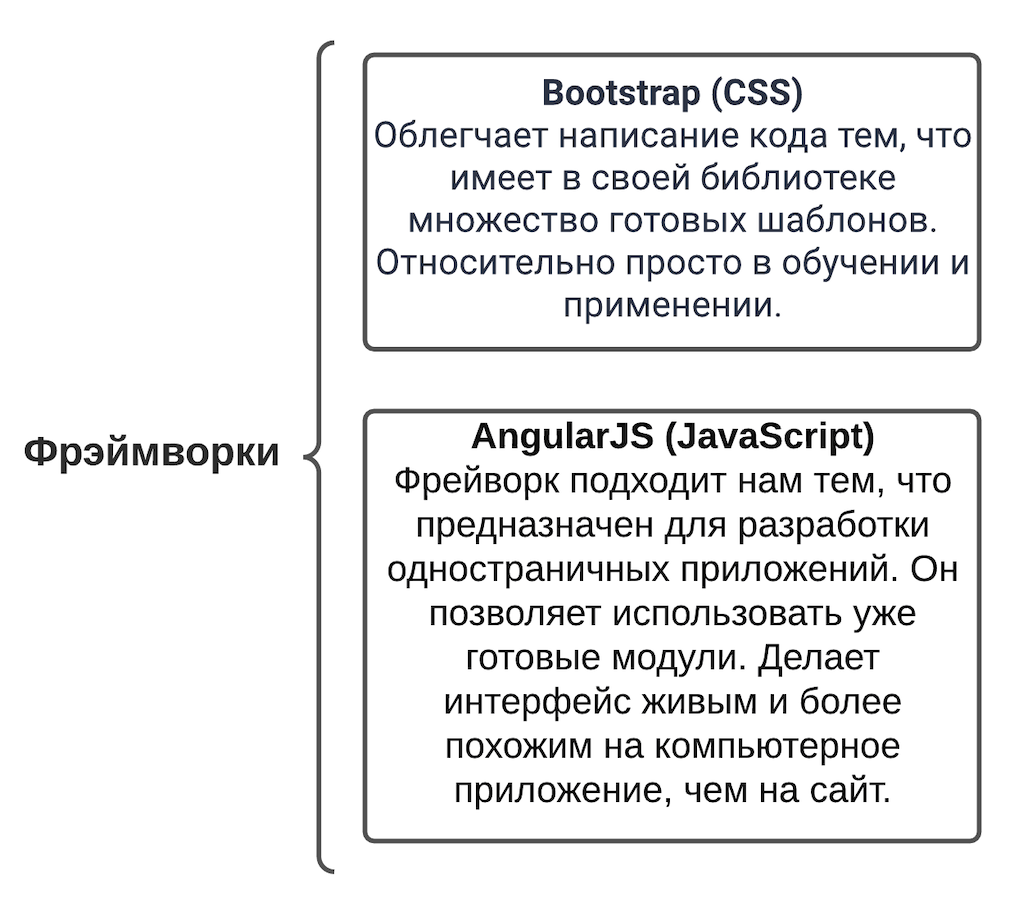 Фрэймворки
Bootstrap (CSS)
Облегчает написание кода тем, что
имеет в своей библиотеке
множество готовых шаблонов.
Относительно просто в обучении и
применении.
AngularJS (JavaScript)
Фрейворк подходит нам тем, что
предназначен для разработки
одностраничных приложений. Он
позволяет использовать уже
готовые модули. Делает
интерфейс живым и более
похожим на компьютерное
приложение, чем на сайт.